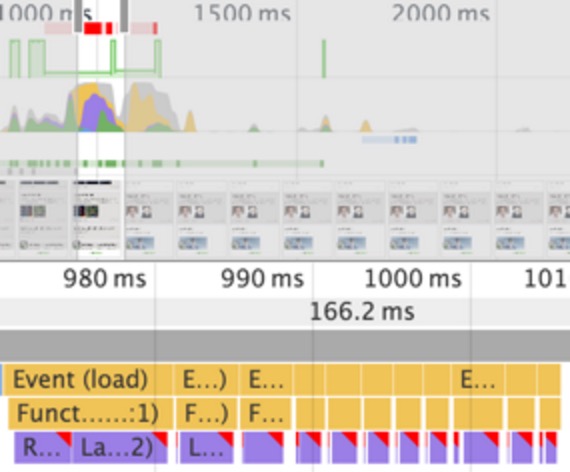 1000 ms 1500 ms 2000 ms
980 ms 990 ms 1000 ms 101
166.2 ms
Event (load) E...) E... E...
Funct......:1) F...) F...
R... La...2) L...